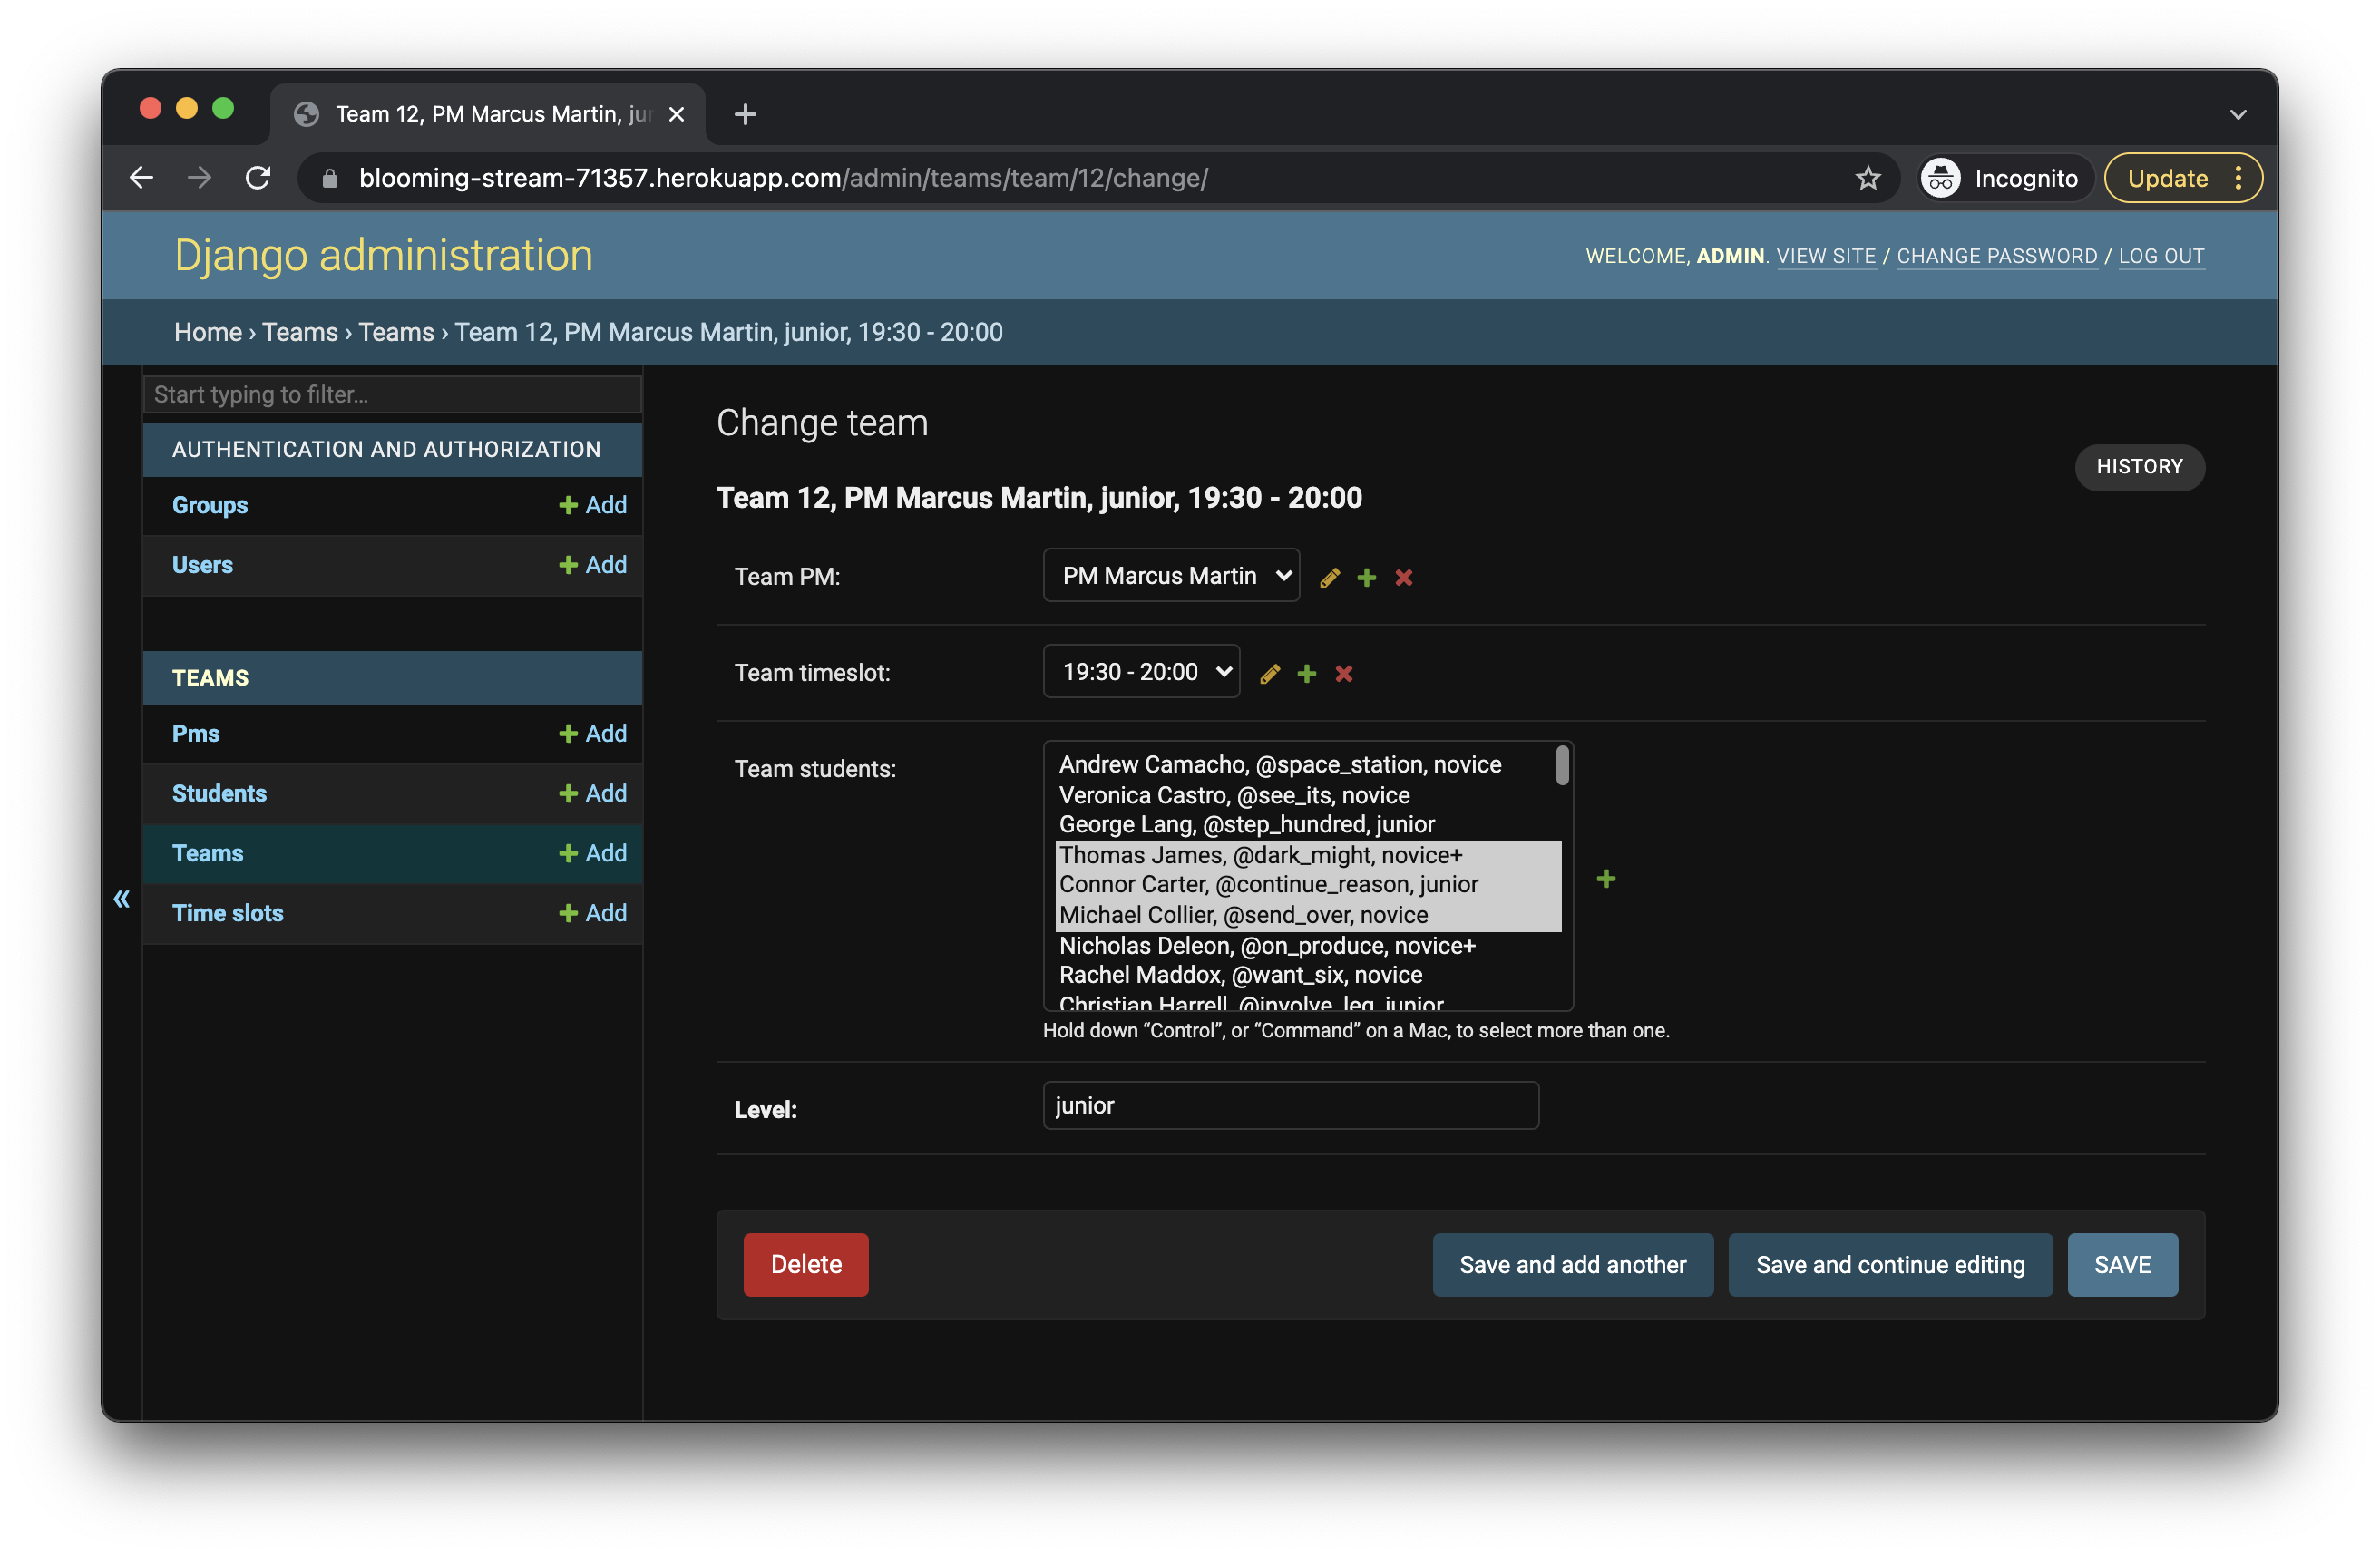 Team 12, PM Marcus Martin, jun
blooming-stream-71357.herokuapp.com/admin/teams/team/12/change/
Incognito
Update
Django administration
WELCOME, ADMIN. VIEW SITE / CHANGE PASSWORD / LOG OUT
Home › Teams › Teams › Team 12, PM Marcus Martin, junior, 19:30 - 20:00
Start typing to filter...
AUTHENTICATION AND AUTHORIZATION
Groups + Add
Users + Add
TEAMS
Pms + Add
Students + Add
Teams + Add
Time slots + Add
«
Change team
HISTORY
Team 12, PM Marcus Martin, junior, 19:30 - 20:00
Team PM: PM Marcus Martin
Team timeslot: 19:30 - 20:00
Team students:
Andrew Camacho, @space_station, novice
Veronica Castro, @see_its, novice
George Lang, @step_hundred, junior
Thomas James, @dark_might, novice+
Connor Carter, @continue_reason, junior
Michael Collier, @send_over, novice
Nicholas Deleon, @on_produce, novice+
Rachel Maddox, @want_six, novice
Christian Harrell, @involve_leg, junior
Hold down “Control”, or “Command” on a Mac, to select more than one.
Level: junior
Delete
Save and add another
Save and continue editing
SAVE